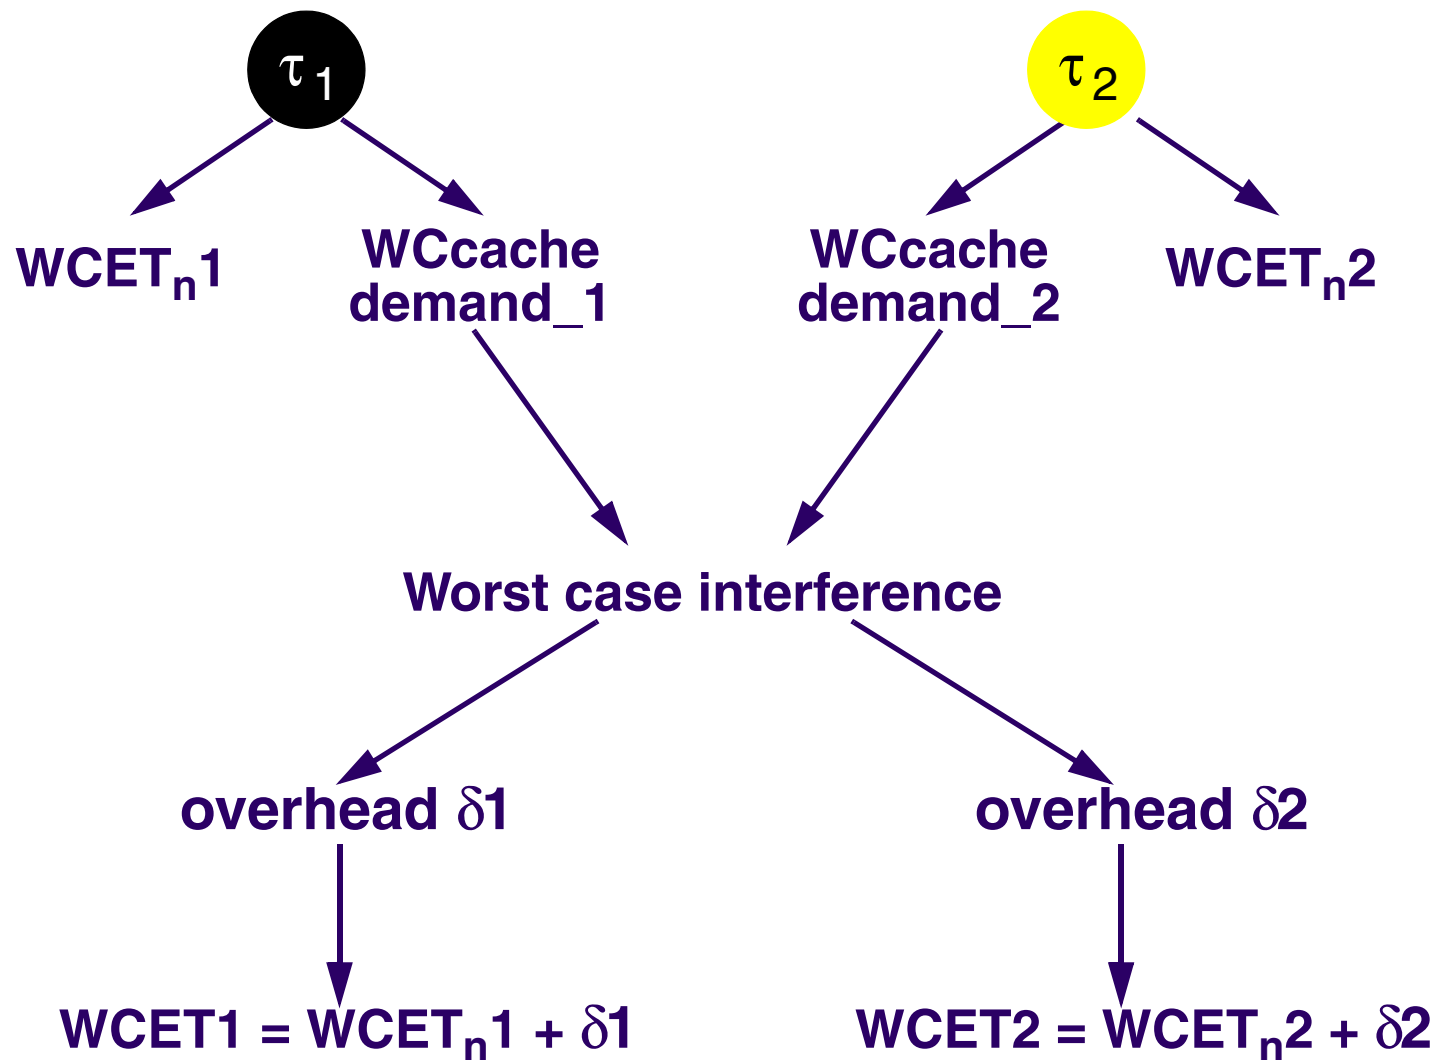 τ₁
τ₂
WCETₙ1
WCcache
demand_1
WCcache
demand_2
WCETₙ2
Worst case interference
overhead δ1
overhead δ2
WCET1 = WCETₙ1 + δ1
WCET2 = WCETₙ2 + δ2